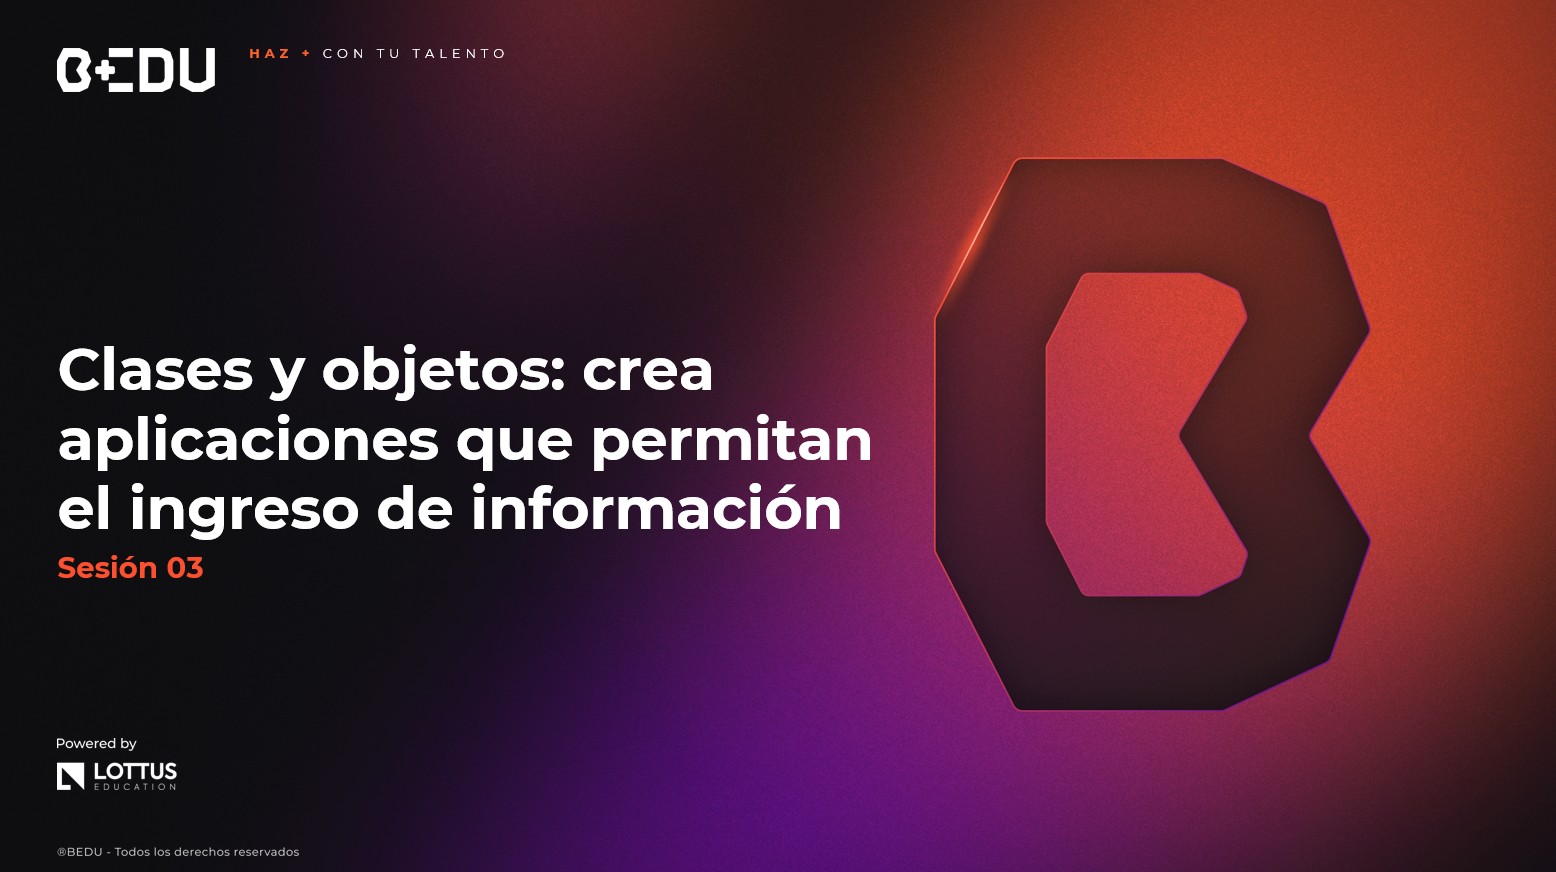 B+EDU
HAZ + CON TU TALENTO
Clases y objetos: crea
aplicaciones que permitan
el ingreso de información
Sesión 03
Powered by
LOTTUS
EDUCATION
®BEDU - Todos los derechos reservados